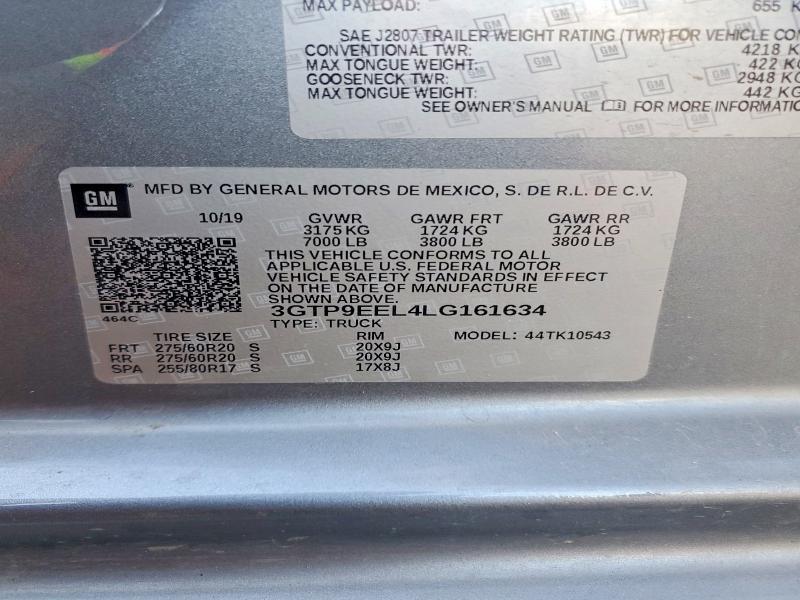 MAX PAYLOAD: 655 K
SAE J2807 TRAILER WEIGHT RATING (TWR) FOR VEHICLE CON
CONVENTIONAL TWR: 4218 K
MAX TONGUE WEIGHT: 422 KG
GOOSENECK TWR: 2948 KG
MAX TONGUE WEIGHT: 442 KG
SEE OWNER'S MANUAL FOR MORE INFORMATIO
GM MFD BY GENERAL MOTORS DE MEXICO, S. DE R.L. DE C.V.
10/19 GVWR GAWR FRT GAWR RR
3175 KG 1724 KG 1724 KG
7000 LB 3800 LB 3800 LB
THIS VEHICLE CONFORMS TO ALL
APPLICABLE U.S. FEDERAL MOTOR
VEHICLE SAFETY STANDARDS IN EFFECT
ON THE DATE OF MANUFACTURE
SHOWN ABOVE.
464C 3GTP9EEL4LG161634
TYPE: TRUCK
TIRE SIZE RIM MODEL: 44TK10543
FRT 275/60R20 S 20X9J
RR 275/60R20 S 20X9J
SPA 255/80R17 S 17X8J